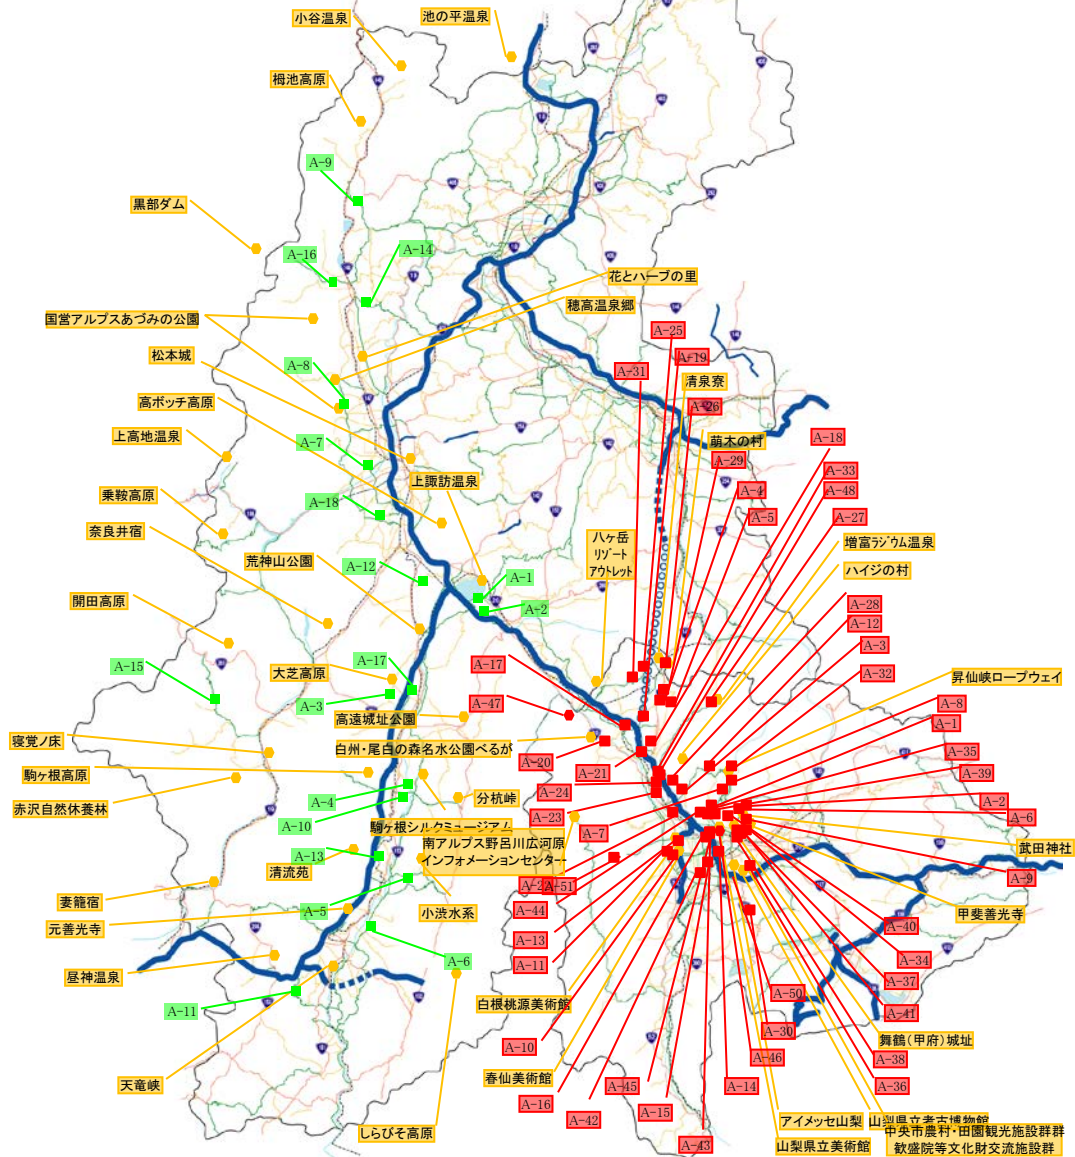 小谷温泉
池の平温泉
栂池高原
A-9
黒部ダム
A-16
A-14
花とハーブの里
穂高温泉郷
国営アルプスあづみの公園
A-25
松本城
A-19
A-8
A-31
清泉寮
高ボッチ高原
A-26
上高地温泉
A-18
A-7
萌木の村
A-29
A-33
上諏訪温泉
A-4
A-48
乗鞍高原
A-18
A-5
A-27
奈良井宿
八ヶ岳
リゾート
アウトレット
増富ラジウム温泉
荒神山公園
A-12
A-1
ハイジの村
開田高原
A-2
A-28
A-12
A-15
A-17
A-17
A-3
大芝高原
A-32
昇仙峡ロープウェイ
A-3
A-47
A-8
高遠城址公園
A-1
寝覚ノ床
白州・尾白の森名水公園べるが
A-35
A-20
A-21
駒ヶ根高原
A-39
A-24
赤沢自然休養林
A-4
分杭峠
A-2
A-10
A-23
A-6
駒ヶ根シルクミュージアム
A-7
南アルプス野呂川広河原
インフォメーションセンター
武田神社
A-13
清流苑
A-9
A-51
妻籠宿
A-5
小渋水系
A-44
甲斐善光寺
元善光寺
A-40
A-13
A-6
A-34
A-11
昼神温泉
A-37
A-50
A-11
白根桃源美術館
A-41
A-30
舞鶴(甲府)城址
A-10
A-46
A-38
天竜峡
春仙美術館
A-45
A-14
A-36
A-16
A-15
A-42
アイメッセ山梨
山梨県立考古博物館
しらびそ高原
A-43
山梨県立美術館
中央市農村・田園観光施設群群
歓盛院等文化財交流施設群